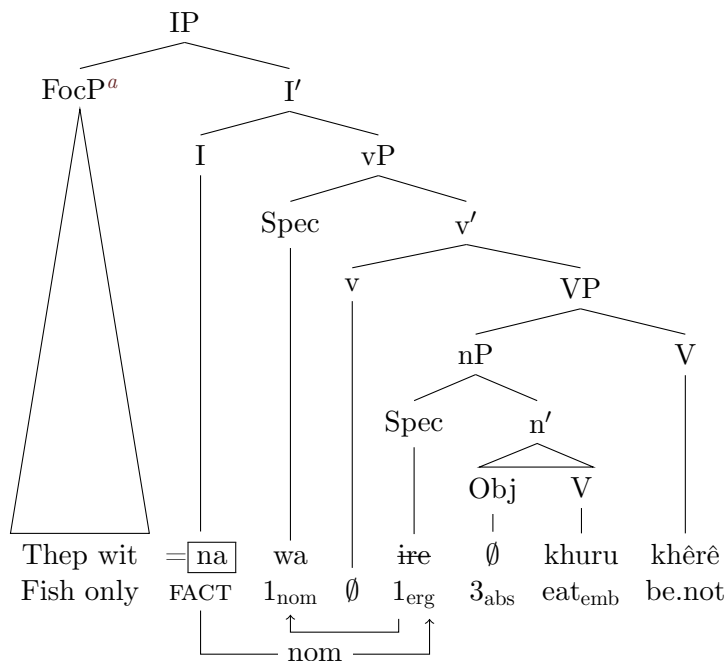 IP
FocPᵃ I′
I vP
Spec v′
v VP
nP V
Spec n′
Obj V
Thep wit =na wa ire ∅ khuru khêrê
Fish only FACT 1nom ∅ 1erg 3abs eatemb be.not
nom